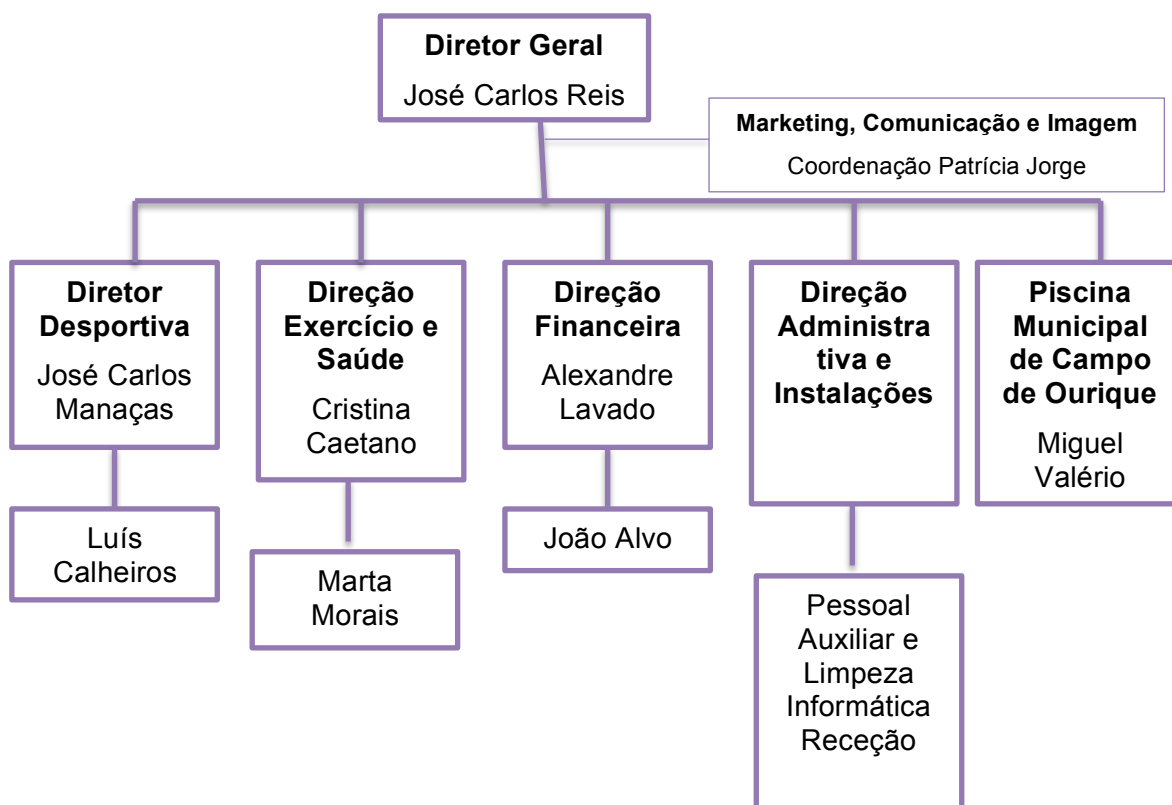 Diretor Geral
José Carlos Reis
Marketing, Comunicação e Imagem
Coordenação Patrícia Jorge
Diretor
Desportiva
José Carlos
Manaças
Direção
Exercício e
Saúde
Cristina
Caetano
Direção
Financeira
Alexandre
Lavado
Direção
Administra
tiva e
Instalações
Piscina
Municipal
de Campo
de Ourique
Miguel
Valério
Luís
Calheiros
Marta
Morais
João Alvo
Pessoal
Auxiliar e
Limpeza
Informática
Receção